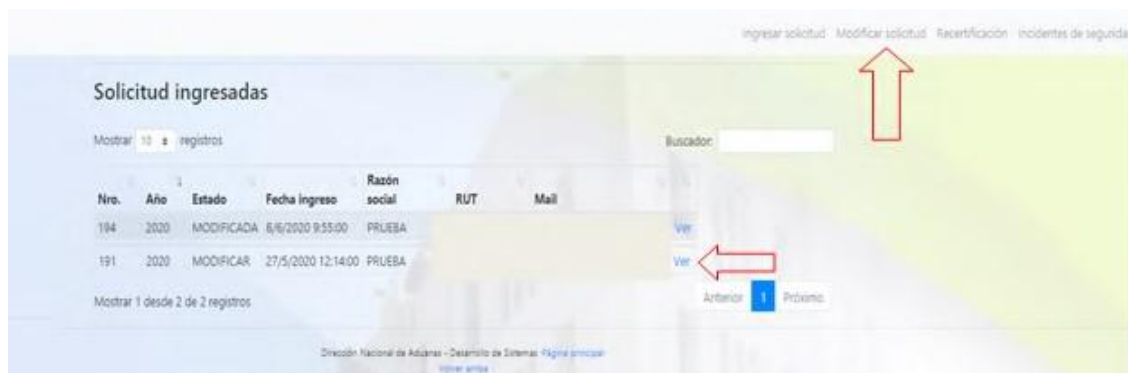 Ingresar solicitud Modificar solicitud Recertificación Incidentes de segurida
Solicitud ingresadas
Mostrar 10 registros
Buscador:
Nro. Año Estado Fecha ingreso Razón social RUT Mail
194 2020 MODIFICADA 8/6/2020 9:55:00 PRUEBA Ver
191 2020 MODIFICAR 27/5/2020 12:14:00 PRUEBA Ver
Mostrar 1 desde 2 de 2 registros
Anterior 1 Próximo
Dirección Nacional de Aduanas - Desarrollo de Sistemas Página principal
Volver arriba